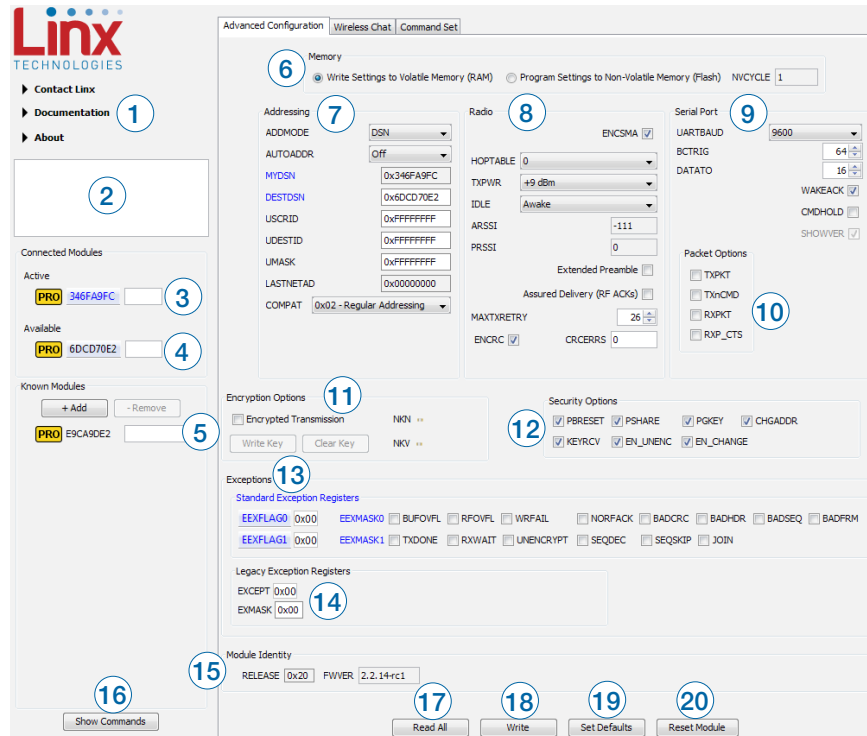 Linx
TECHNOLOGIES
Contact Linx
Documentation
About
1
2
Connected Modules
Active
PRO 346FA9FC
3
Available
PRO 6DCD70E2
4
Known Modules
+ Add - Remove
PRO E9CA9DE2
5
16
Show Commands
Advanced Configuration Wireless Chat Command Set
Memory
6 Write Settings to Volatile Memory (RAM) Program Settings to Non-Volatile Memory (Flash) NVCYCLE 1
Addressing 7
ADDMODE DSN
AUTOADDR Off
MYDSN 0x346FA9FC
DESTDSN 0x6DCD70E2
USCRID 0xFFFFFFFF
UDESTID 0xFFFFFFFF
UMASK 0xFFFFFFFF
LASTNETAD 0x00000000
COMPAT 0x02 - Regular Addressing
Radio 8
ENCSMA
HOPTABLE 0
TXPWR +9 dBm
IDLE Awake
ARSSI -111
PRSSI 0
Extended Preamble
Assured Delivery (RF ACKs)
MAXTXRETRY 26
ENCRC CRCERRS 0
Serial Port 9
UARTBAUD 9600
BCTRIG 64
DATATO 16
WAKEACK
CMDHOLD
SHOWVER
Packet Options
TXPKT
TXnCMD
RXPKT
RXP_CTS
10
Encryption Options 11
Encrypted Transmission NKN
Write Key Clear Key NKV
Security Options
12
PBRESET PSHARE PGKEY CHGADDR
KEYRCV EN_UNENC EN_CHANGE
Exceptions 13
Standard Exception Registers
EEXFLAG0 0x00 EEXMASK0 BUFOVFL RFOVFL WRFAIL NORFACK BADCRC BADHDR BADSEQ BADFRM
EEXFLAG1 0x00 EEXMASK1 TXDONE RXWAIT UNENCRYPT SEQDEC SEQSKIP JOIN
Legacy Exception Registers
EXCEPT 0x00
EXMASK 0x00
14
Module Identity
15 RELEASE 0x20 FWVER 2.2.14-rc1
17 18 19 20
Read All Write Set Defaults Reset Module